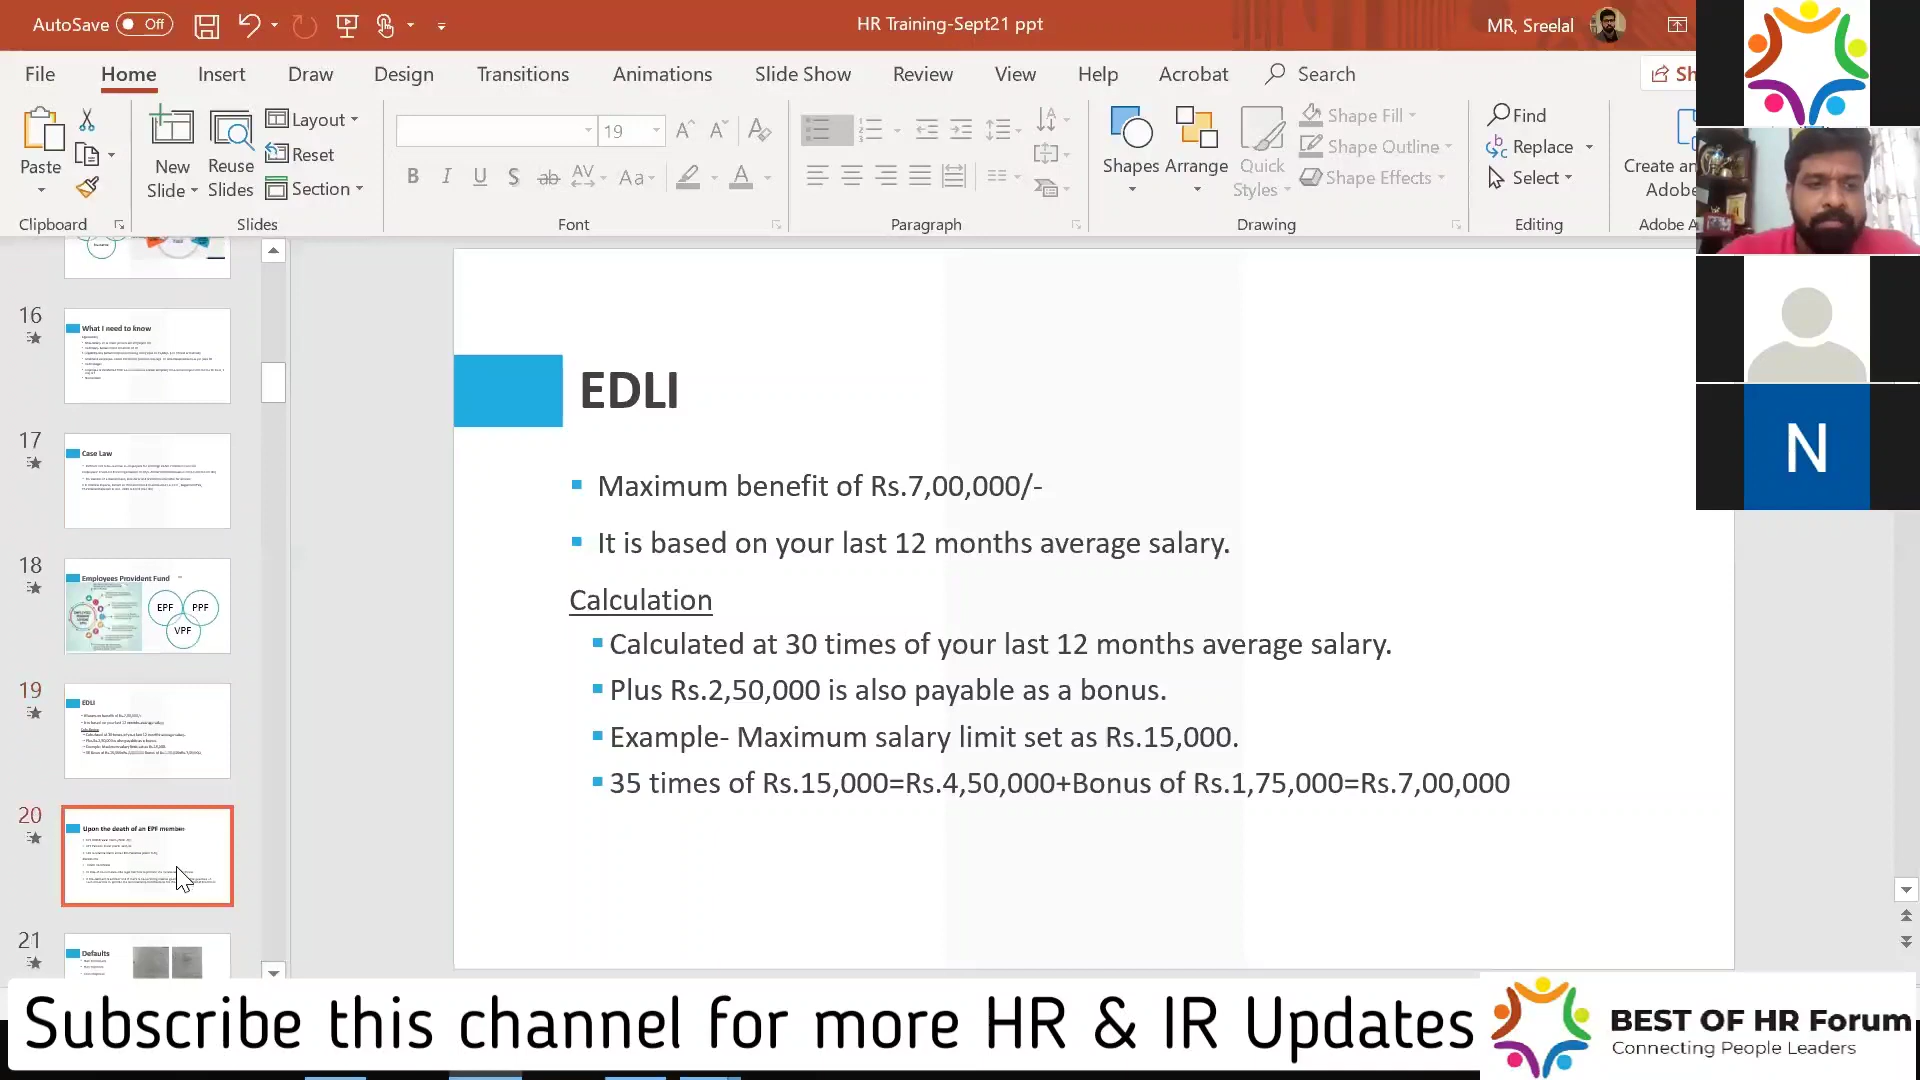 AutoSave Off
HR Training-Sept21 ppt
MR, Sreelal
File Home Insert Draw Design Transitions Animations Slide Show Review View Help Acrobat Search Sh
Paste
New Slide
Reuse Slides
Layout
Reset
Section
19
B I U S ab AV Aa A
Shapes Arrange Quick Styles
Shape Fill
Shape Outline
Shape Effects
Find
Replace
Select
Create an
Adobe
Clipboard Slides Font Paragraph Drawing Editing Adobe A
16
What I need to know
17
Case Law
18
Employees Provident Fund
EPF PPF
VPF
19
EDLI
20
Upon the death of an EPF member
21
Defaults
EDLI
Maximum benefit of Rs.7,00,000/-
It is based on your last 12 months average salary.
Calculation
Calculated at 30 times of your last 12 months average salary.
Plus Rs.2,50,000 is also payable as a bonus.
Example- Maximum salary limit set as Rs.15,000.
35 times of Rs.15,000=Rs.4,50,000+Bonus of Rs.1,75,000=Rs.7,00,000
N
Subscribe this channel for more HR & IR Updates
BEST OF HR Forum
Connecting People Leaders